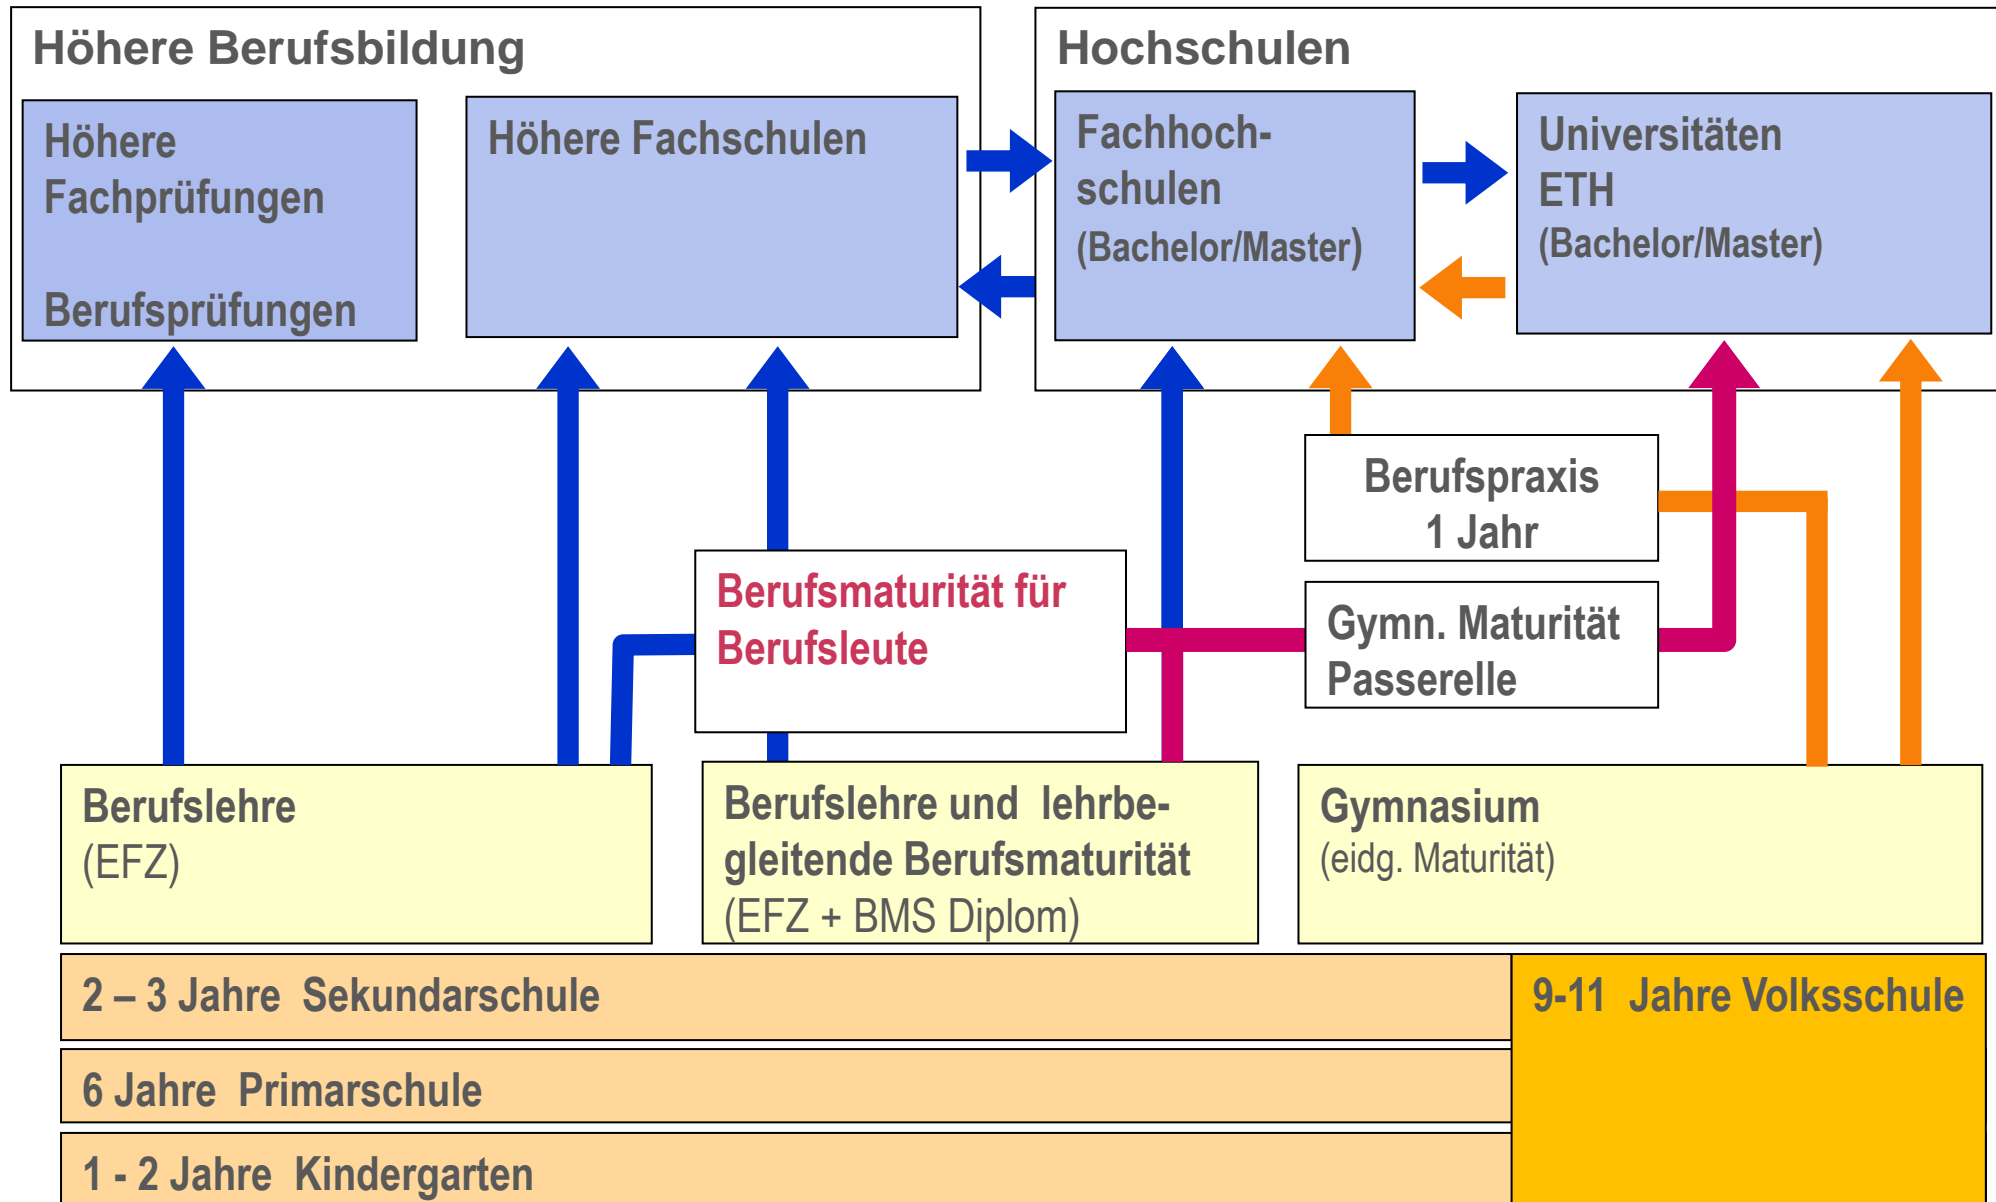 Höhere Berufsbildung
Höhere
Fachprüfungen
Berufsprüfungen
Höhere Fachschulen
Hochschulen
Fachhoch-
schulen
(Bachelor/Master)
Universitäten
ETH
(Bachelor/Master)
Berufspraxis
1 Jahr
Berufsmaturität für
Berufsleute
Gymn. Maturität
Passerelle
Berufslehre
(EFZ)
Berufslehre und lehrbe-
gleitende Berufsmaturität
(EFZ + BMS Diplom)
Gymnasium
(eidg. Maturität)
2 – 3 Jahre Sekundarschule
9-11 Jahre Volksschule
6 Jahre Primarschule
1 - 2 Jahre Kindergarten